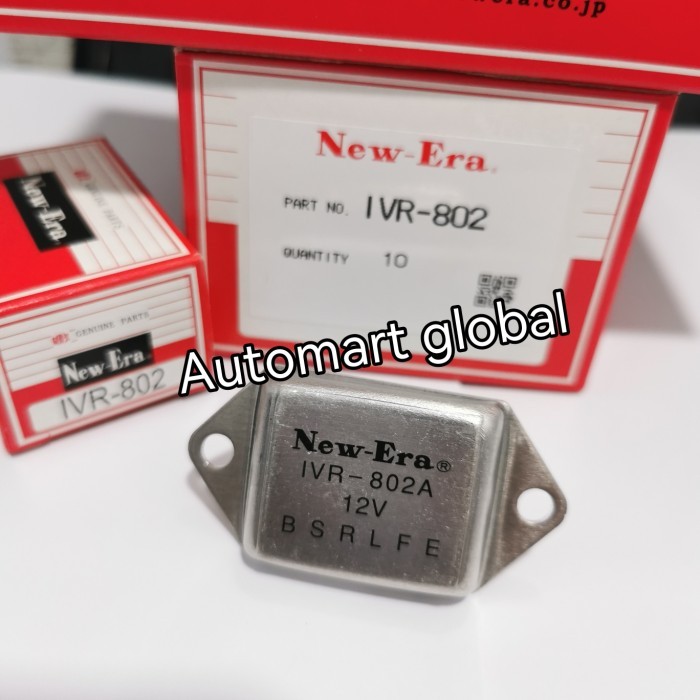 New-Era®
PART NO. IVR-802
QUANTITY 10
New-Era
GENUINE PARTS
New-Era
IVR-802
Automart global
New-Era®
IVR-802A
12V
B S R L F E